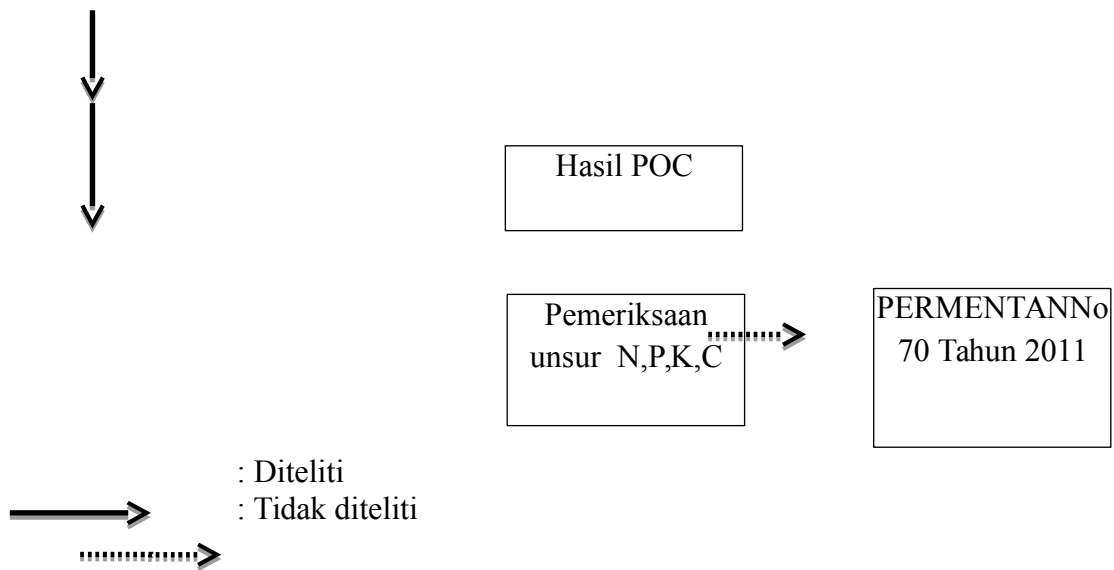 Hasil POC
Pemeriksaan
unsur N,P,K,C
PERMENTANNo
70 Tahun 2011
: Diteliti
: Tidak diteliti